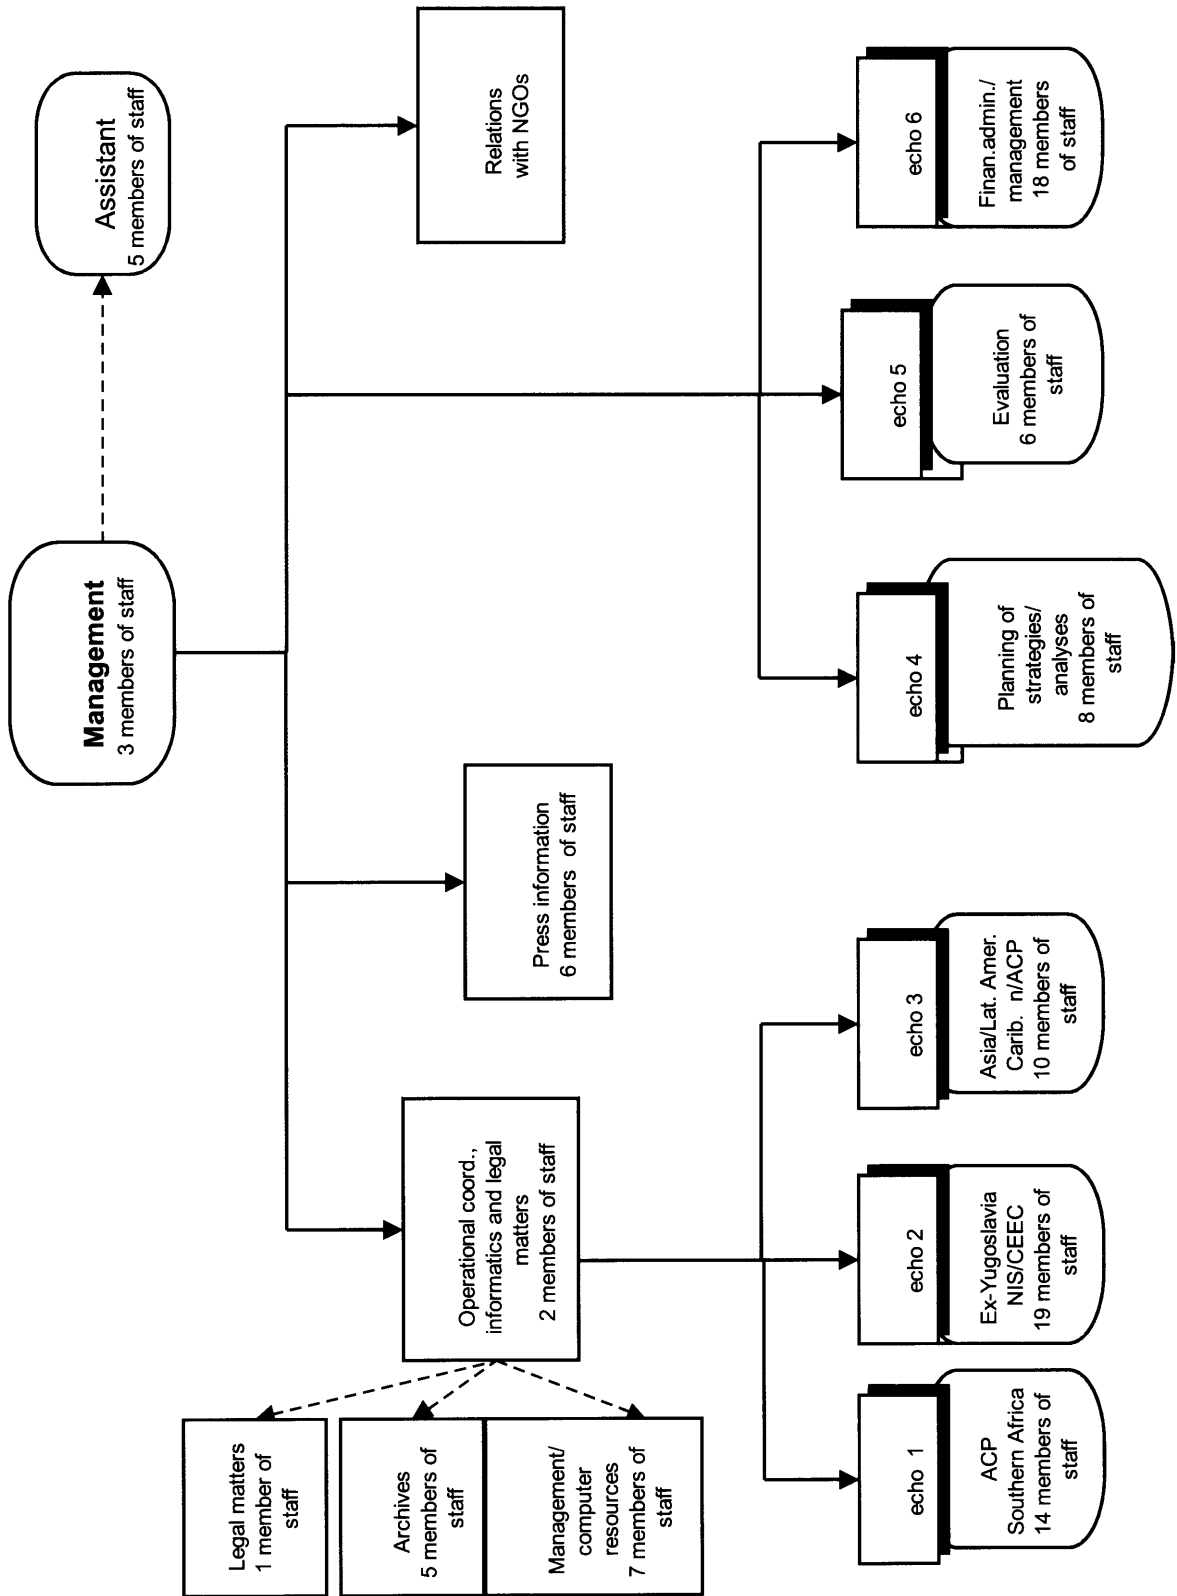 Management
3 members of staff
Assistant
5 members of staff
Legal matters
1 member of
staff
Archives
5 members of
staff
Management/
computer
resources
7 members of
staff
Operational coord.,
informatics and legal
matters
2 members of staff
Press information
6 members of staff
Relations
with NGOs
echo 1
ACP
Southern Africa
14 members of
staff
echo 2
Ex-Yugoslavia
NIS/CEEC
19 members of
staff
echo 3
Asia/Lat. Amer.
Carib. n/ACP
10 members of
staff
echo 4
Planning of
strategies/
analyses
8 members of
staff
echo 5
Evaluation
6 members of
staff
echo 6
Finan.admin./
management
18 members
of staff